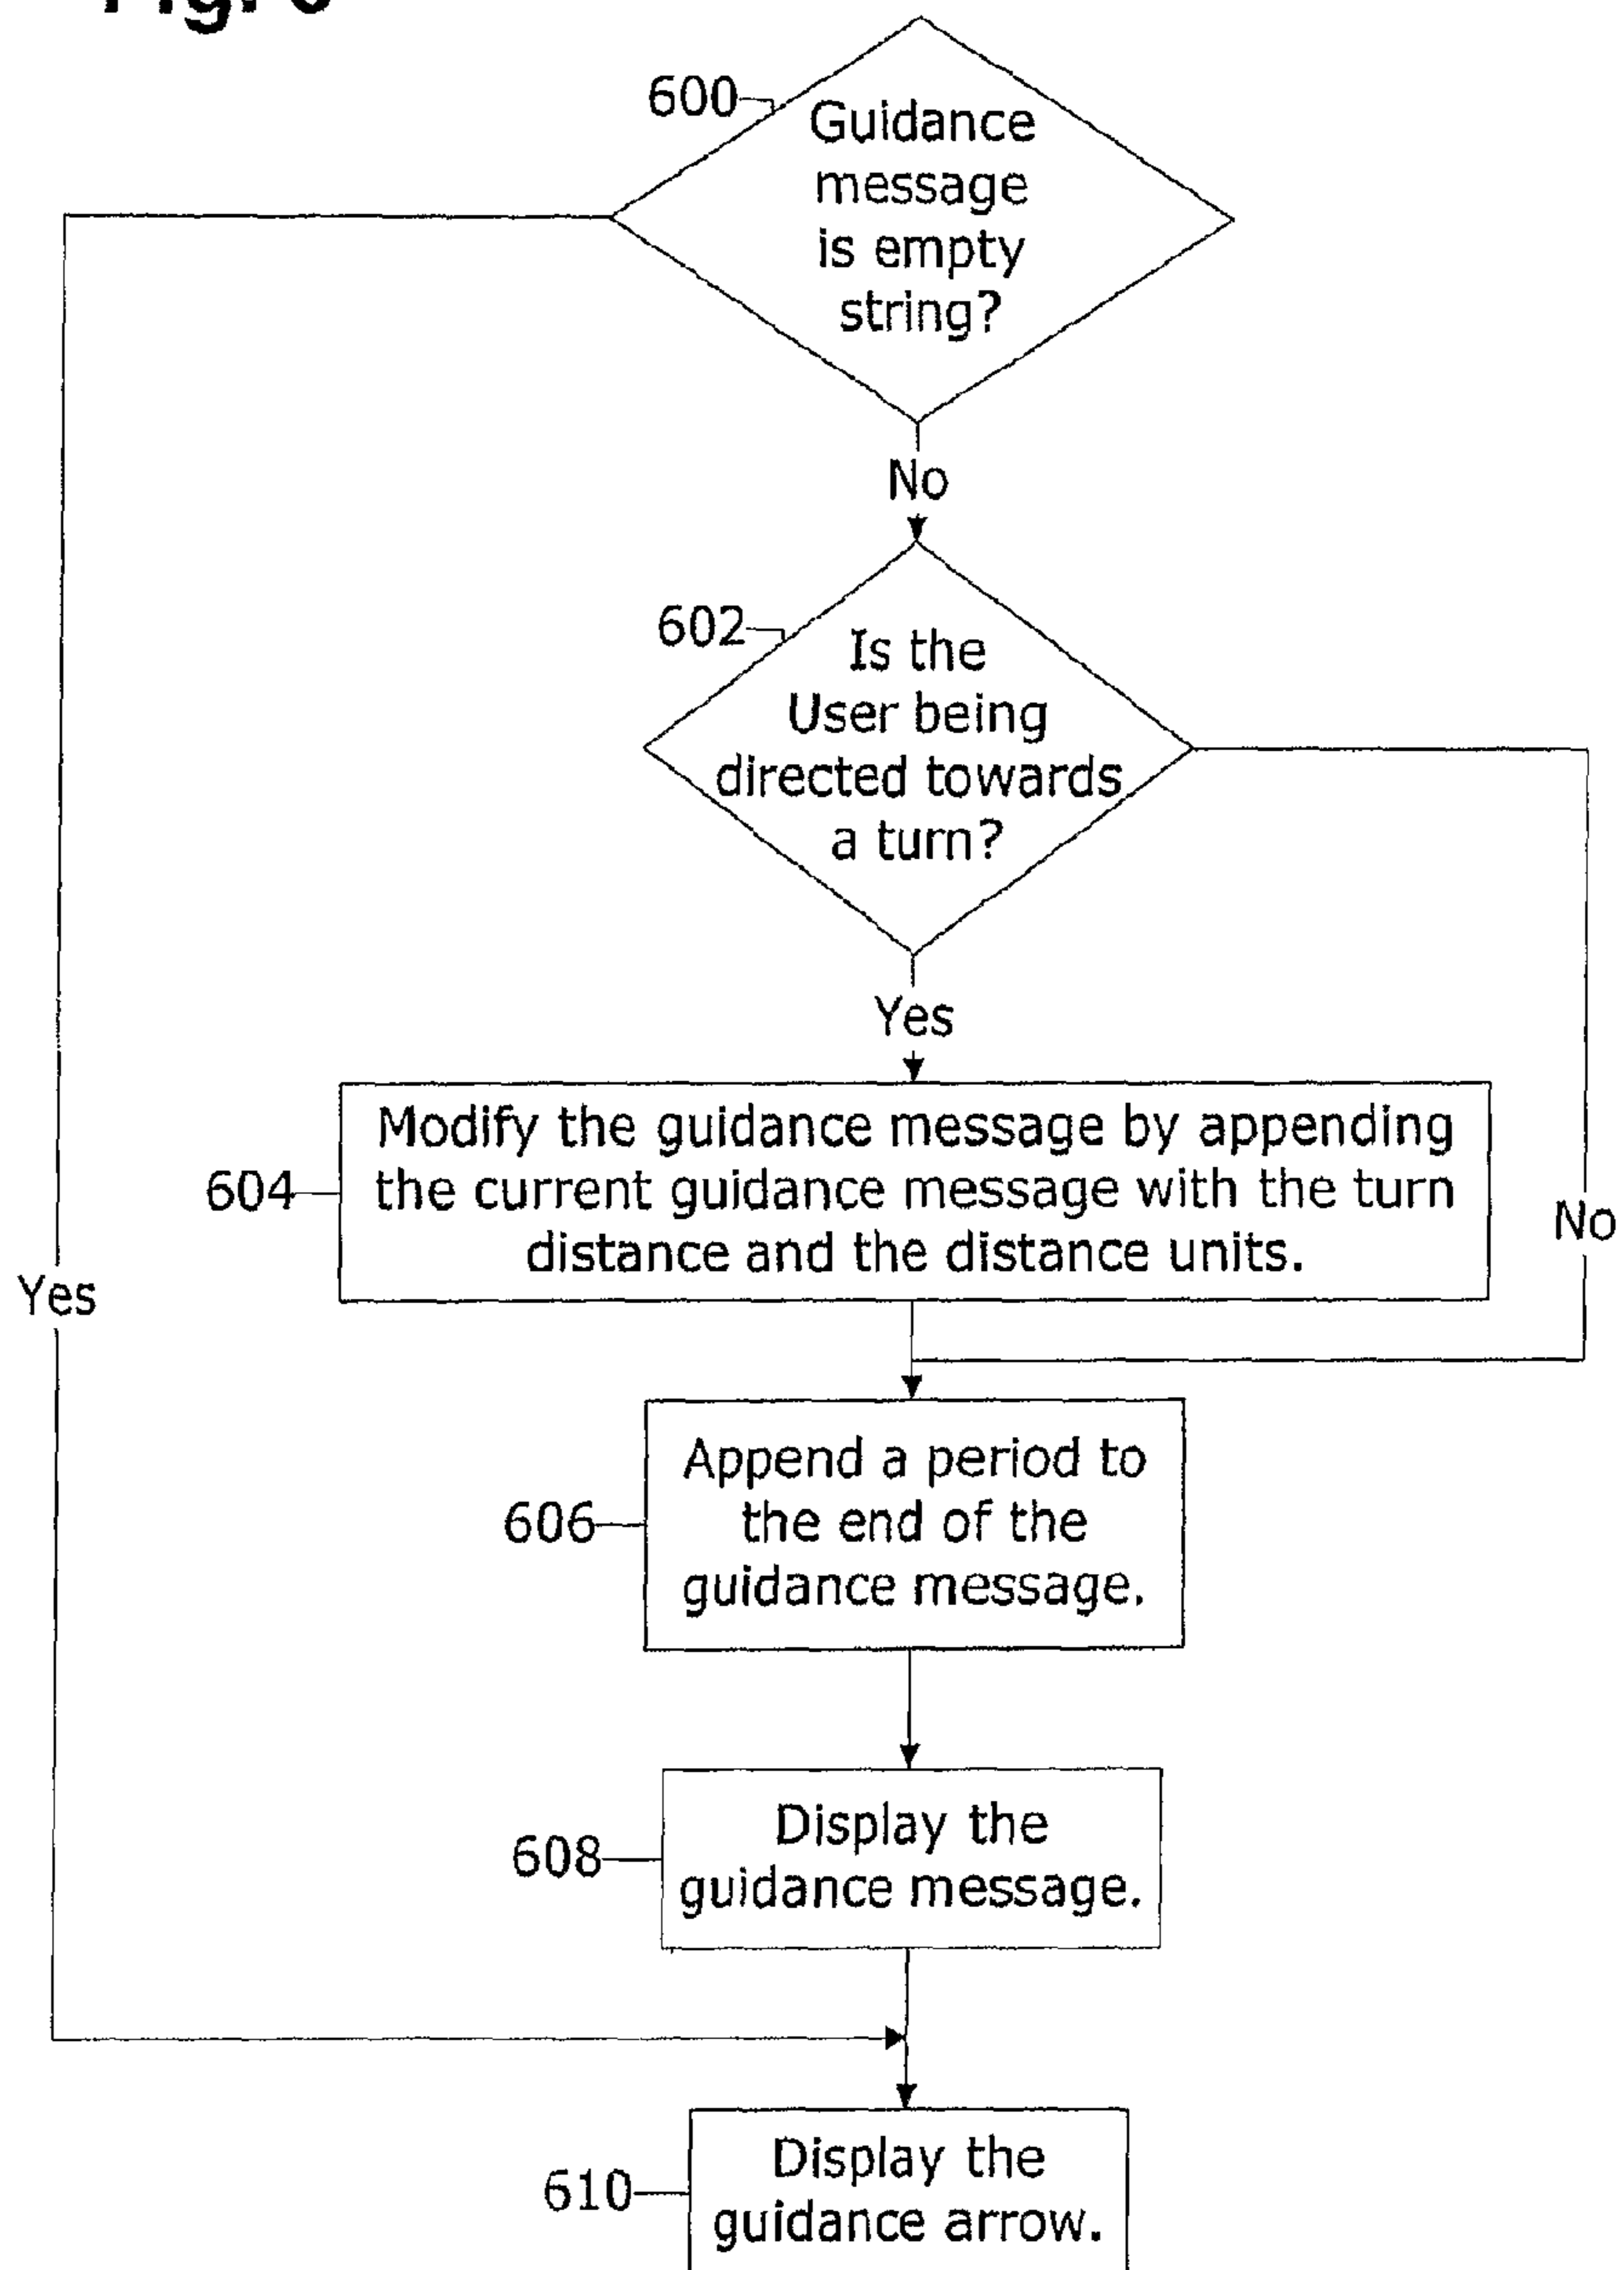 600
Guidance
message
is empty
string?
No
602
Is the
User being
directed towards
a turn?
Yes
604
Modify the guidance message by appending
the current guidance message with the turn
distance and the distance units.
No
Yes
606
Append a period to
the end of the
guidance message.
608
Display the
guidance message.
610
Display the
guidance arrow.